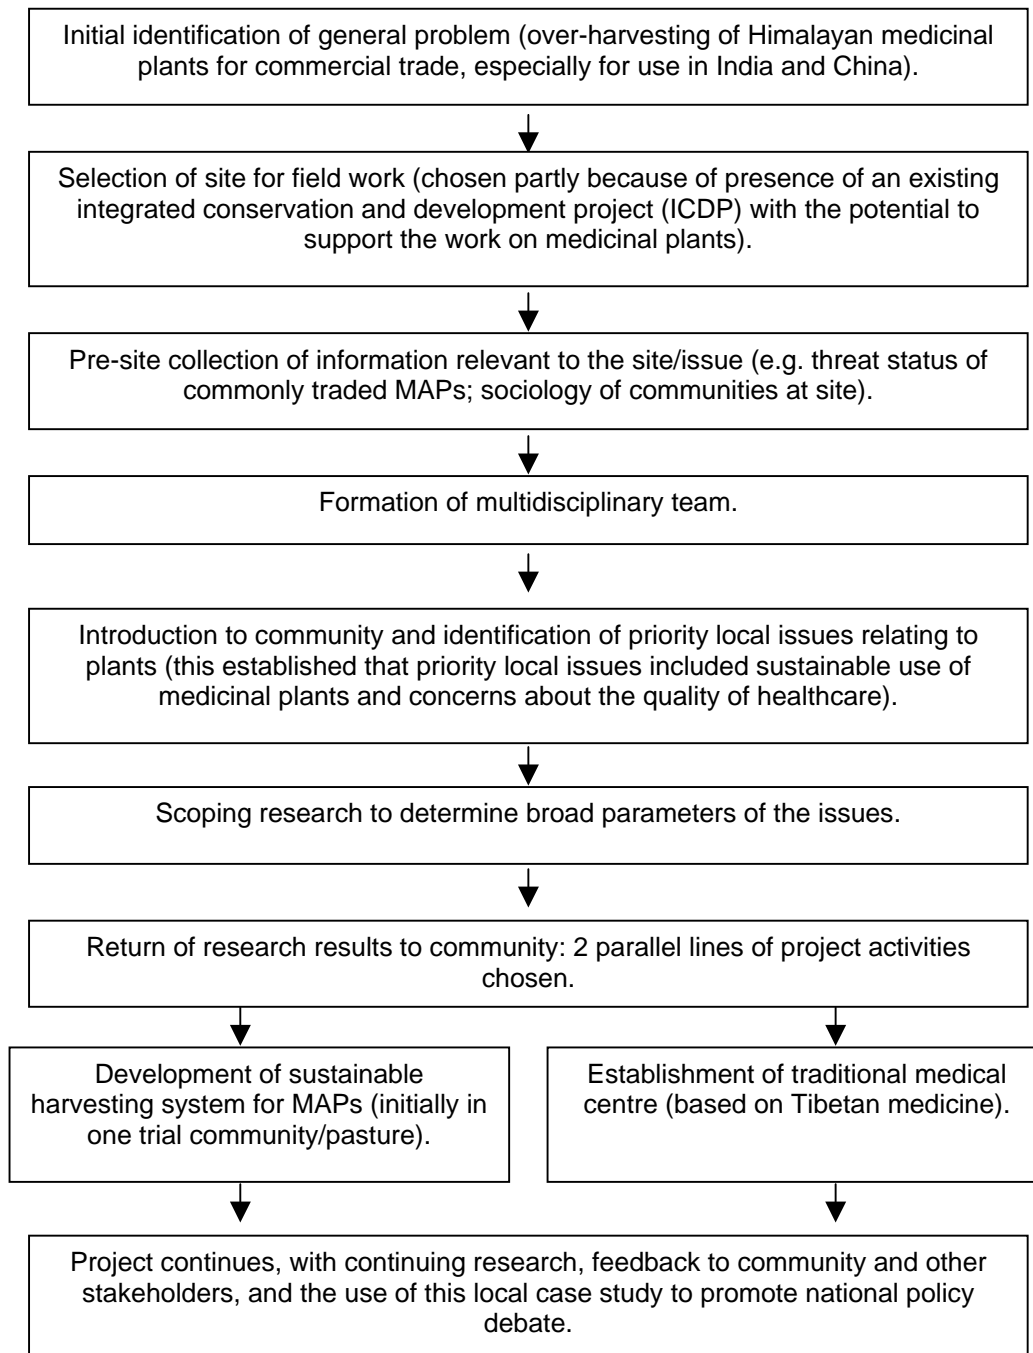 Initial identification of general problem (over-harvesting of Himalayan medicinal
plants for commercial trade, especially for use in India and China).
Selection of site for field work (chosen partly because of presence of an existing
integrated conservation and development project (ICDP) with the potential to
support the work on medicinal plants).
Pre-site collection of information relevant to the site/issue (e.g. threat status of
commonly traded MAPs; sociology of communities at site).
Formation of multidisciplinary team.
Introduction to community and identification of priority local issues relating to
plants (this established that priority local issues included sustainable use of
medicinal plants and concerns about the quality of healthcare).
Scoping research to determine broad parameters of the issues.
Return of research results to community: 2 parallel lines of project activities
chosen.
Development of sustainable
harvesting system for MAPs (initially in
one trial community/pasture).
Establishment of traditional medical
centre (based on Tibetan medicine).
Project continues, with continuing research, feedback to community and other
stakeholders, and the use of this local case study to promote national policy
debate.